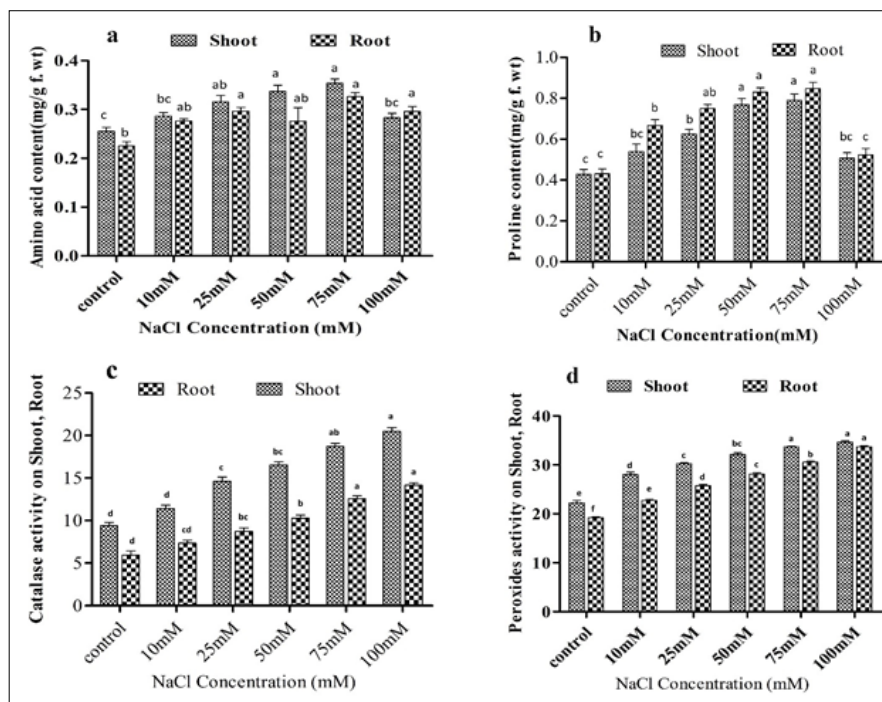 a
Shoot Root
Amino acid content(mg/g f. wt)
0.4
0.3
0.2
0.1
0.0
c b bc ab ab a a ab a a bc a
control 10mM 25mM 50mM 75mM 100mM
NaCl Concentration (mM)
b
Shoot Root
Proline content(mg/g f. wt)
1.0
0.8
0.6
0.4
0.2
0.0
c c bc b b ab a a a a bc c
control 10mM 25mM 50mM 75mM 100mM
NaCl Concentration(mM)
c
Root Shoot
Catalase activity on Shoot, Root
25
20
15
10
5
0
d d d cd c bc bc b ab a a a
control 10mM 25mM 50mM 75mM 100mM
NaCl Concentration (mM)
d
Shoot Root
Peroxides activity on Shoot, Root
40
30
20
10
0
e f d e c d bc c a b a a
control 10mM 25mM 50mM 75mM 100mM
NaCl Concentration (mM)